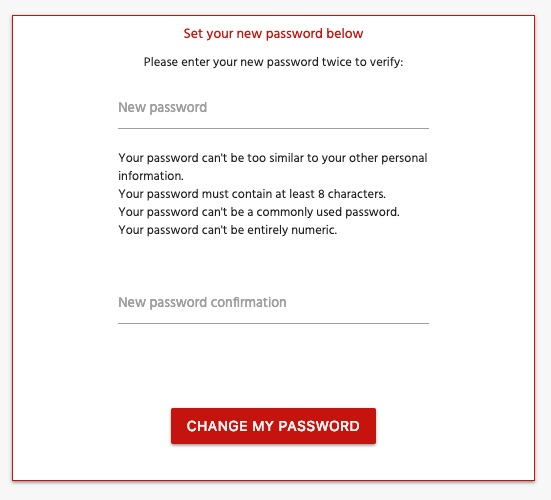 Set your new password below
Please enter your new password twice to verify:
New password
Your password can't be too similar to your other personal
information.
Your password must contain at least 8 characters.
Your password can't be a commonly used password.
Your password can't be entirely numeric.
New password confirmation
CHANGE MY PASSWORD